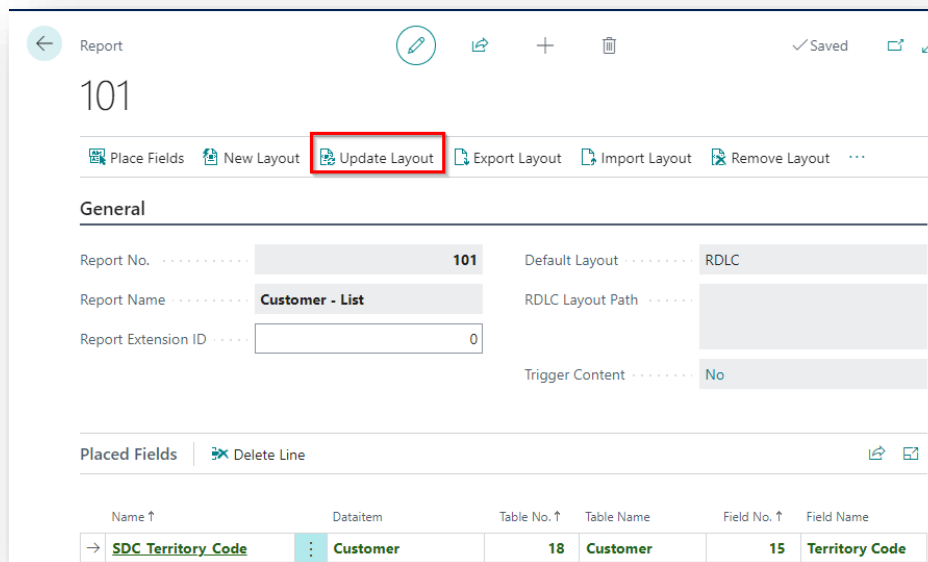 Report
Saved
101
Place Fields New Layout Update Layout Export Layout Import Layout Remove Layout ...
General
Report No. 101 Default Layout RDLC
Report Name Customer - List RDLC Layout Path
Report Extension ID 0
Trigger Content No
Placed Fields Delete Line
Name ↑ Dataitem Table No. ↑ Table Name Field No. ↑ Field Name
SDC Territory Code Customer 18 Customer 15 Territory Code